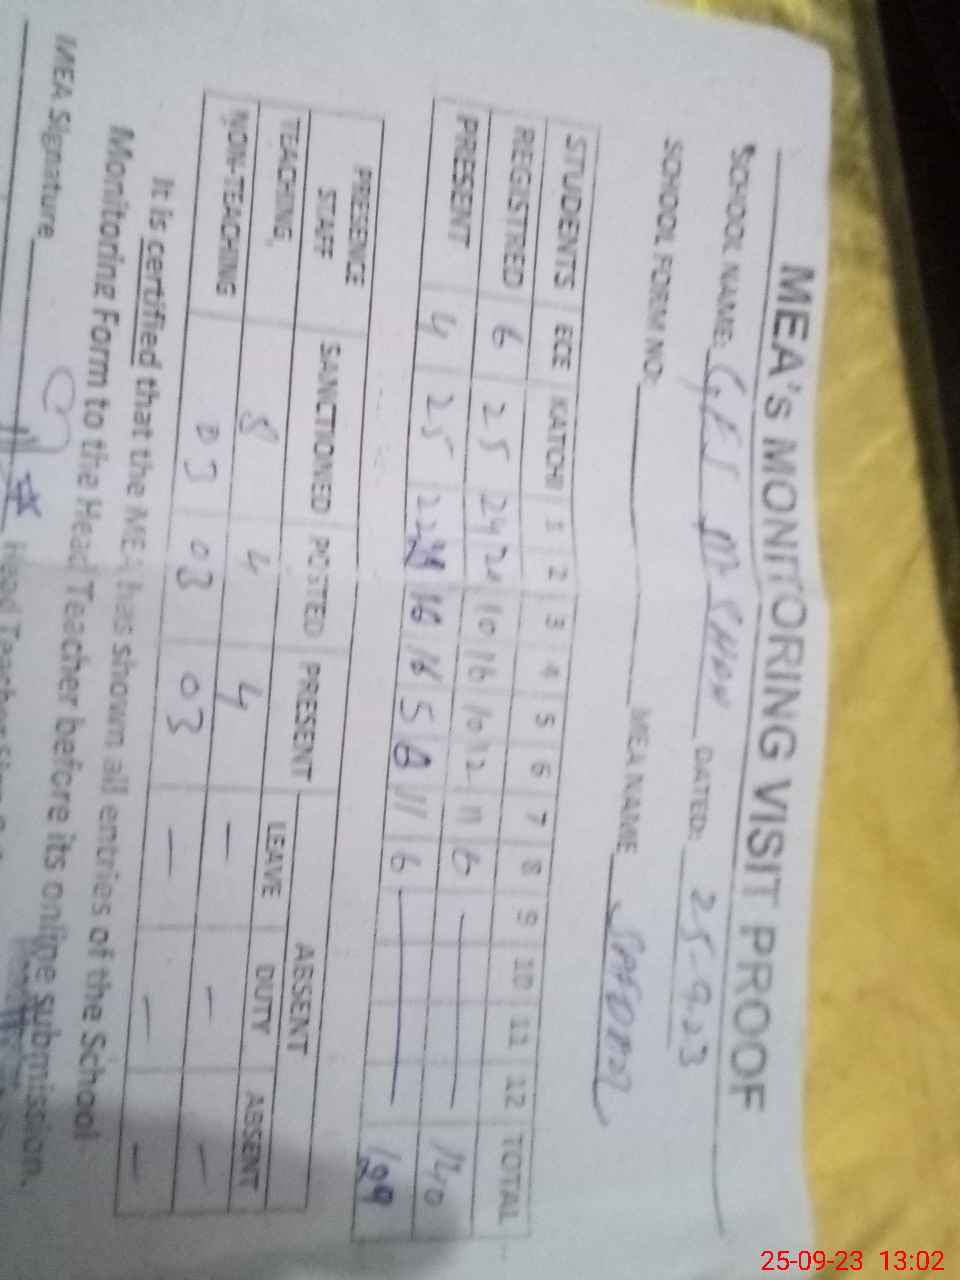 MEA's MONITORING VISIT PROOF
SCHOOL NAME: DATED: 25-9-23
SCHOOL FORM NO: MEA NAME
STUDENTS ECE KATCHI 1 2 3 4 5 6 7 8 9 10 11 12 TOTAL
REGISTRED 6 25 24 10 16 10 12 11 6 — 140
PRESENT 4 25 22 16 5 8 11 6 — 129
PRESENCE STAFF SANCTIONED POSTED PRESENT ABSENT
LEAVE DUTY ABSENT
TEACHING 8 4 4 — — —
NON-TEACHING 03 03 03 — — —
It is certified that the MEA has shown all entries of the School
Monitoring Form to the Head Teacher before its online submission.
MEA Signature Head Teacher
25-09-23 13:02